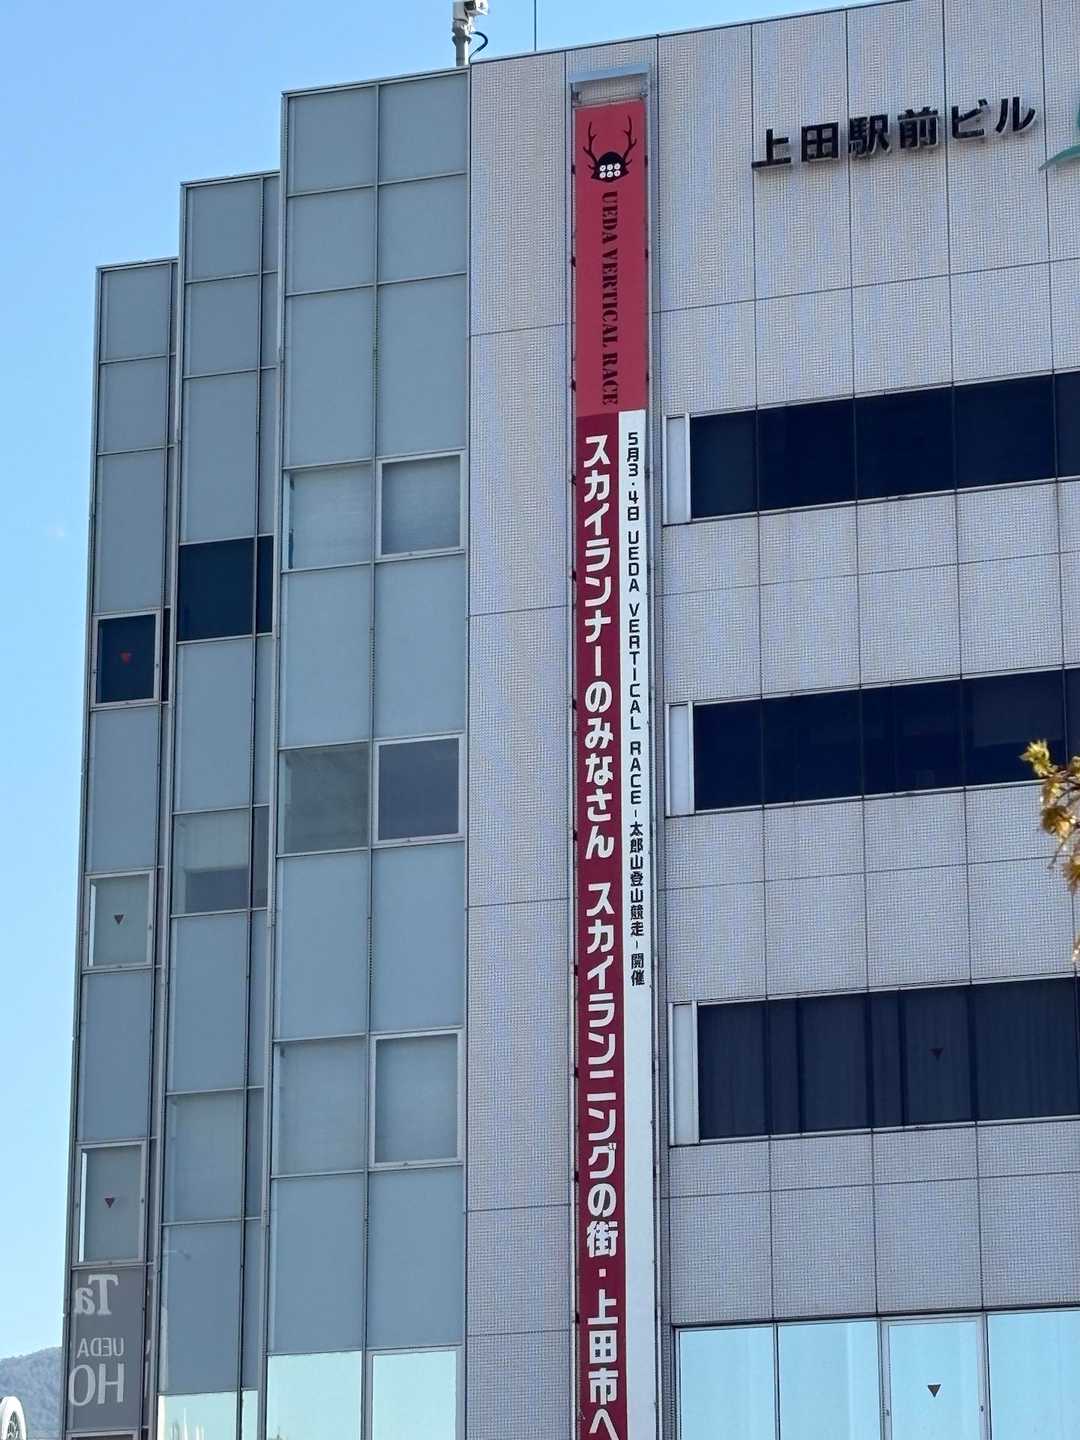 上田駅前ビル
UEDA VERTICAL RACE
5月3・4日 UEDA VERTICAL RACE -太郎山登山競走- 開催
スカイランナーのみなさん スカイランニングの街・上田市へ
Ta
UEDA
HO